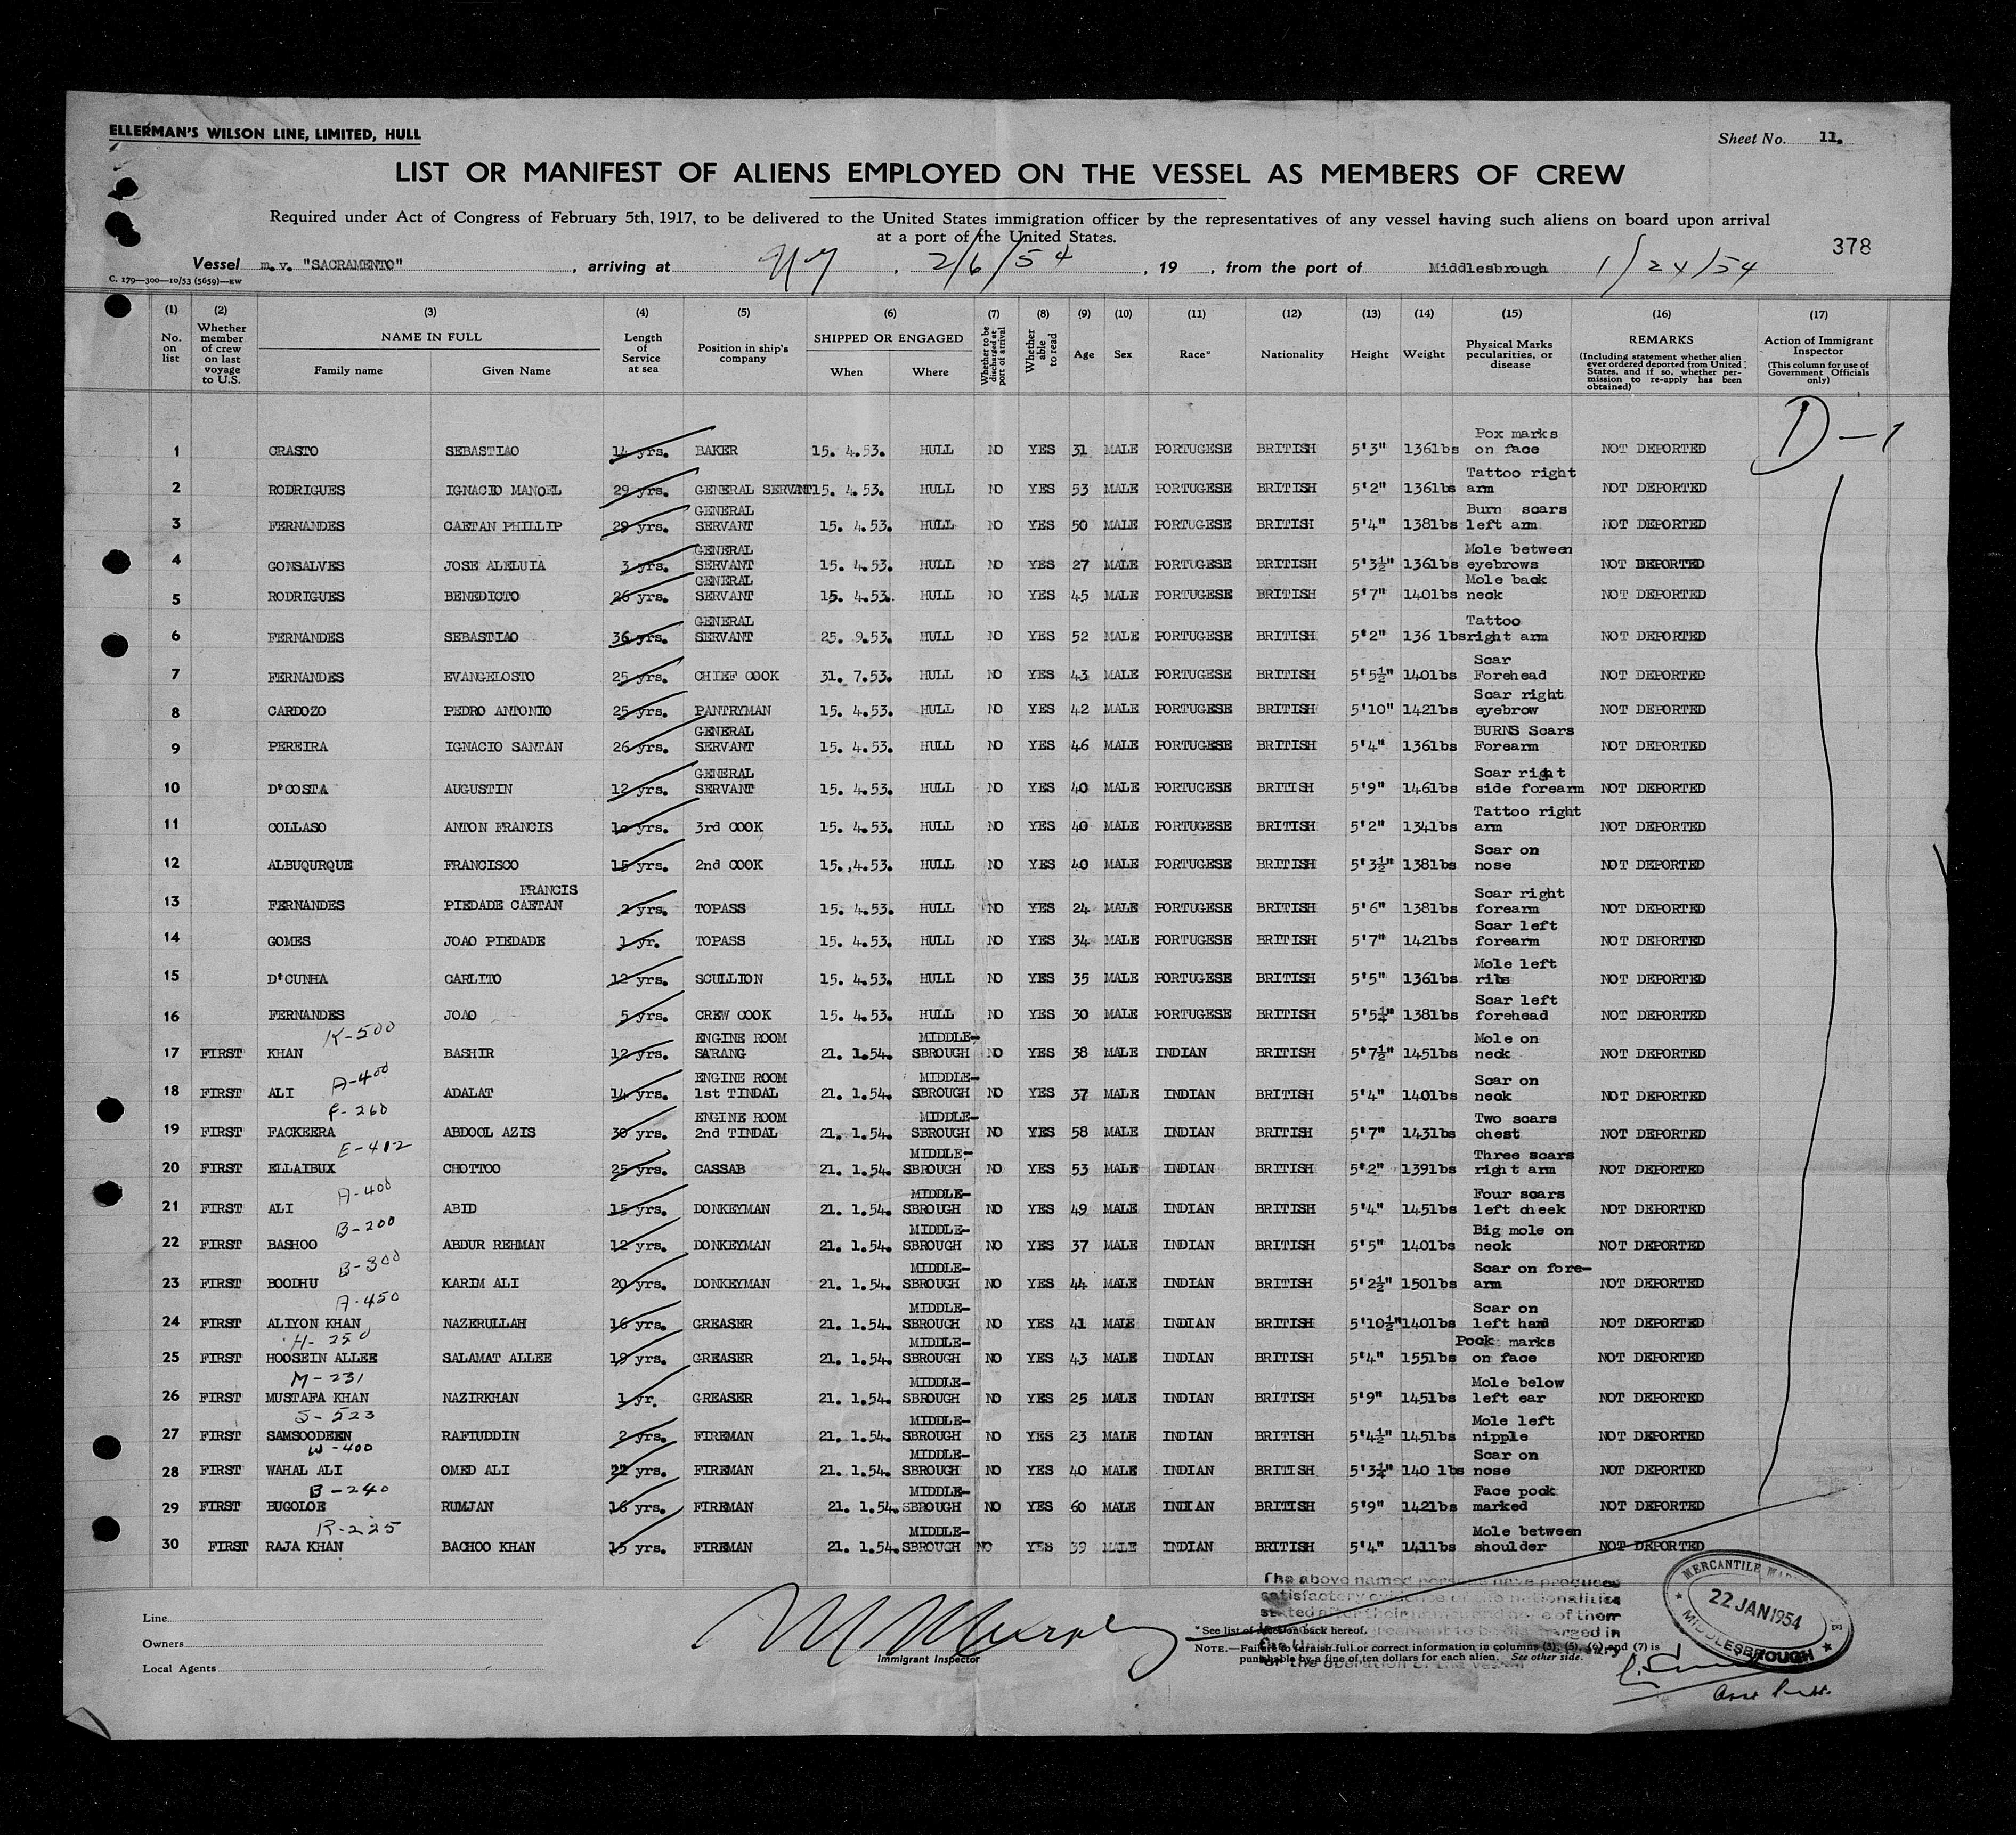 ELLERMAN'S WILSON LINE, LIMITED, HULL
Sheet No. 11.
LIST OR MANIFEST OF ALIENS EMPLOYED ON THE VESSEL AS MEMBERS OF CREW
Required under Act of Congress of February 5th, 1917, to be delivered to the United States immigration officer by the representatives of any vessel having such aliens on board upon arrival
at a port of the United States.
378
Vessel m.v. "SACRAMENTO", arriving at NY, 2/6/54, 19 , from the port of Middlesbrough 1/24/54
C. 179—300—10/53 (5659)—EW
(1) No. on list (2) Whether member of crew on last voyage to U.S. (3) NAME IN FULL Family name Given Name (4) Length of Service at sea (5) Position in ship's company (6) SHIPPED OR ENGAGED When Where (7) Whether to be discharged at port of arrival (8) Whether able to read (9) Age (10) Sex (11) Race* (12) Nationality (13) Height (14) Weight (15) Physical Marks pecularities, or disease (16) REMARKS (Including statement whether alien ever ordered deported from United States, and if so, whether permission to re-apply has been obtained) (17) Action of Immigrant Inspector (This column for use of Government Officials only)
D-1
1 CRASTO SEBASTIAO 14 yrs. BAKER 15. 4.53. HULL NO YES 31 MALE PORTUGESE BRITISH 5'3" 136lbs Pox marks on face NOT DEPORTED
2 RODRIGUES IGNACIO MANOEL 29 yrs. GENERAL SERVANT 15. 4.53. HULL NO YES 53 MALE PORTUGESE BRITISH 5'2" 136lbs Tattoo right arm NOT DEPORTED
3 FERNANDES CAETAN PHILLIP 29 yrs. GENERAL SERVANT 15. 4.53. HULL NO YES 50 MALE PORTUGESE BRITISH 5'4" 138lbs Burn scars left arm NOT DEPORTED
4 GONSALVES JOSE ALELUIA 3 yrs. GENERAL SERVANT 15. 4.53. HULL NO YES 27 MALE PORTUGESE BRITISH 5'3½" 136lbs Mole between eyebrows NOT DEPORTED
5 RODRIGUES BENEDICTO 26 yrs. GENERAL SERVANT 15. 4.53. HULL NO YES 45 MALE PORTUGESE BRITISH 5'7" 140lbs Mole back neck NOT DEPORTED
6 FERNANDES SEBASTIAO 36 yrs. GENERAL SERVANT 25. 9.53. HULL NO YES 52 MALE PORTUGESE BRITISH 5'2" 136 lbs Tattoo right arm NOT DEPORTED
7 FERNANDES EVANGELOSTO 25 yrs. CHIEF COOK 31. 7.53. HULL NO YES 43 MALE PORTUGESE BRITISH 5'5½" 140lbs Scar Forehead NOT DEPORTED
8 CARDOZO PEDRO ANTONIO 25 yrs. PANTRYMAN 15. 4.53. HULL NO YES 42 MALE PORTUGESE BRITISH 5'10" 142lbs Scar right eyebrow NOT DEPORTED
9 PEREIRA IGNACIO SANTAN 26 yrs. GENERAL SERVANT 15. 4.53. HULL NO YES 46 MALE PORTUGESE BRITISH 5'4" 136lbs BURNS Scars Forearm NOT DEPORTED
10 D'COSTA AUGUSTIN 12 yrs. GENERAL SERVANT 15. 4.53. HULL NO YES 40 MALE PORTUGESE BRITISH 5'9" 146lbs Scar right side forearm NOT DEPORTED
11 COLLASO ANTON FRANCIS 10 yrs. 3rd COOK 15. 4.53. HULL NO YES 40 MALE PORTUGESE BRITISH 5'2" 134lbs Tattoo right arm NOT DEPORTED
12 ALBUQURQUE FRANCISCO 15 yrs. 2nd COOK 15.,4.53. HULL NO YES 40 MALE PORTUGESE BRITISH 5'3½" 138lbs Scar on nose NOT DEPORTED
13 FERNANDES PIEDADE CAETAN FRANCIS 2 yrs. TOPASS 15. 4.53. HULL NO YES 24 MALE PORTUGESE BRITISH 5'6" 138lbs Scar right forearm NOT DEPORTED
14 GOMES JOAO PIEDADE 1 yr. TOPASS 15. 4.53. HULL NO YES 34 MALE PORTUGESE BRITISH 5'7" 142lbs Scar left forearm NOT DEPORTED
15 D'CUNHA CARLITO 12 yrs. SCULLION 15. 4.53. HULL NO YES 35 MALE PORTUGESE BRITISH 5'5" 136lbs Mole left ribs NOT DEPORTED
16 FERNANDES JOAO 5 yrs. CREW COOK 15. 4.53. HULL NO YES 30 MALE PORTUGESE BRITISH 5'5¼" 138lbs Scar left forehead NOT DEPORTED
17 FIRST KHAN K-500 BASHIR 12 yrs. ENGINE ROOM SARANG 21. 1.54. MIDDLE-SBROUGH NO YES 38 MALE INDIAN BRITISH 5'7½" 145lbs Mole on neck NOT DEPORTED
18 FIRST ALI A-400 ADALAT 14 yrs. ENGINE ROOM 1st TINDAL 21. 1.54. MIDDLE-SBROUGH NO YES 37 MALE INDIAN BRITISH 5'4" 140lbs Scar on neck NOT DEPORTED
19 FIRST FACKEERA F-260 ABDOOL AZIS 30 yrs. ENGINE ROOM 2nd TINDAL 21. 1.54. MIDDLE-SBROUGH NO YES 58 MALE INDIAN BRITISH 5'7" 143lbs Two scars chest NOT DEPORTED
20 FIRST ELLAIBUX E-412 CHOTTOO 25 yrs. CASSAB 21. 1.54. MIDDLE-SBROUGH NO YES 53 MALE INDIAN BRITISH 5'2" 139lbs Three scars right arm NOT DEPORTED
21 FIRST ALI A-400 ABID 15 yrs. DONKEYMAN 21. 1.54. MIDDLE-SBROUGH NO YES 49 MALE INDIAN BRITISH 5'4" 145lbs Four scars left cheek NOT DEPORTED
22 FIRST BASHOO B-200 ABDUR REHMAN 12 yrs. DONKEYMAN 21. 1.54. MIDDLE-SBROUGH NO YES 37 MALE INDIAN BRITISH 5'5" 140lbs Big mole on neck NOT DEPORTED
23 FIRST BOODHU B-300 KARIM ALI 20 yrs. DONKEYMAN 21. 1.54. MIDDLE-SBROUGH NO YES 44 MALE INDIAN BRITISH 5'2½" 150lbs Scar on fore-arm NOT DEPORTED
24 FIRST ALIYON KHAN A-450 NAZERULLAH 16 yrs. GREASER 21. 1.54. MIDDLE-SBROUGH NO YES 41 MALE INDIAN BRITISH 5'10½" 140lbs Scar on left hand NOT DEPORTED
25 FIRST HOOSEIN ALLEE H-250 SALAMAT ALLEE 19 yrs. GREASER 21. 1.54. MIDDLE-SBROUGH NO YES 43 MALE INDIAN BRITISH 5'4" 155lbs Pock marks on face NOT DEPORTED
26 FIRST MUSTAFA KHAN M-231 NAZIRKHAN 1 yr. GREASER 21. 1.54. MIDDLE-SBROUGH NO YES 25 MALE INDIAN BRITISH 5'9" 145lbs Mole below left ear NOT DEPORTED
27 FIRST SAMSOODEEN S-523 RAFIUDDIN 2 yrs. FIREMAN 21. 1.54. MIDDLE-SBROUGH NO YES 23 MALE INDIAN BRITISH 5'4½" 145lbs Mole left nipple NOT DEPORTED
28 FIRST WAHAL ALI W-400 OMED ALI 22 yrs. FIREMAN 21. 1.54. MIDDLE-SBROUGH NO YES 40 MALE INDIAN BRITISH 5'3¼" 140 lbs Scar on nose NOT DEPORTED
29 FIRST BUGOLOE B-240 RUMJAN 16 yrs. FIREMAN 21. 1.54. MIDDLE-SBROUGH NO YES 60 MALE INDIAN BRITISH 5'9" 142lbs Face pock marked NOT DEPORTED
30 FIRST RAJA KHAN R-225 BACHOO KHAN 15 yrs. FIREMAN 21. 1.54. MIDDLE-SBROUGH NO YES 39 MALE INDIAN BRITISH 5'4" 141lbs Mole between shoulder NOT DEPORTED
The above named persons have produced
satisfactory evidence of the nationalities
stated after their names and none of them
MERCANTILE MARINE
22 JAN 1954
MIDDLESBROUGH
Line
Owners
Local Agents
Immigrant Inspector
* See list of races on back hereof.
NOTE.—Failure to furnish full or correct information in columns (3), (5), (6) and (7) is
punishable by a fine of ten dollars for each alien. See other side.